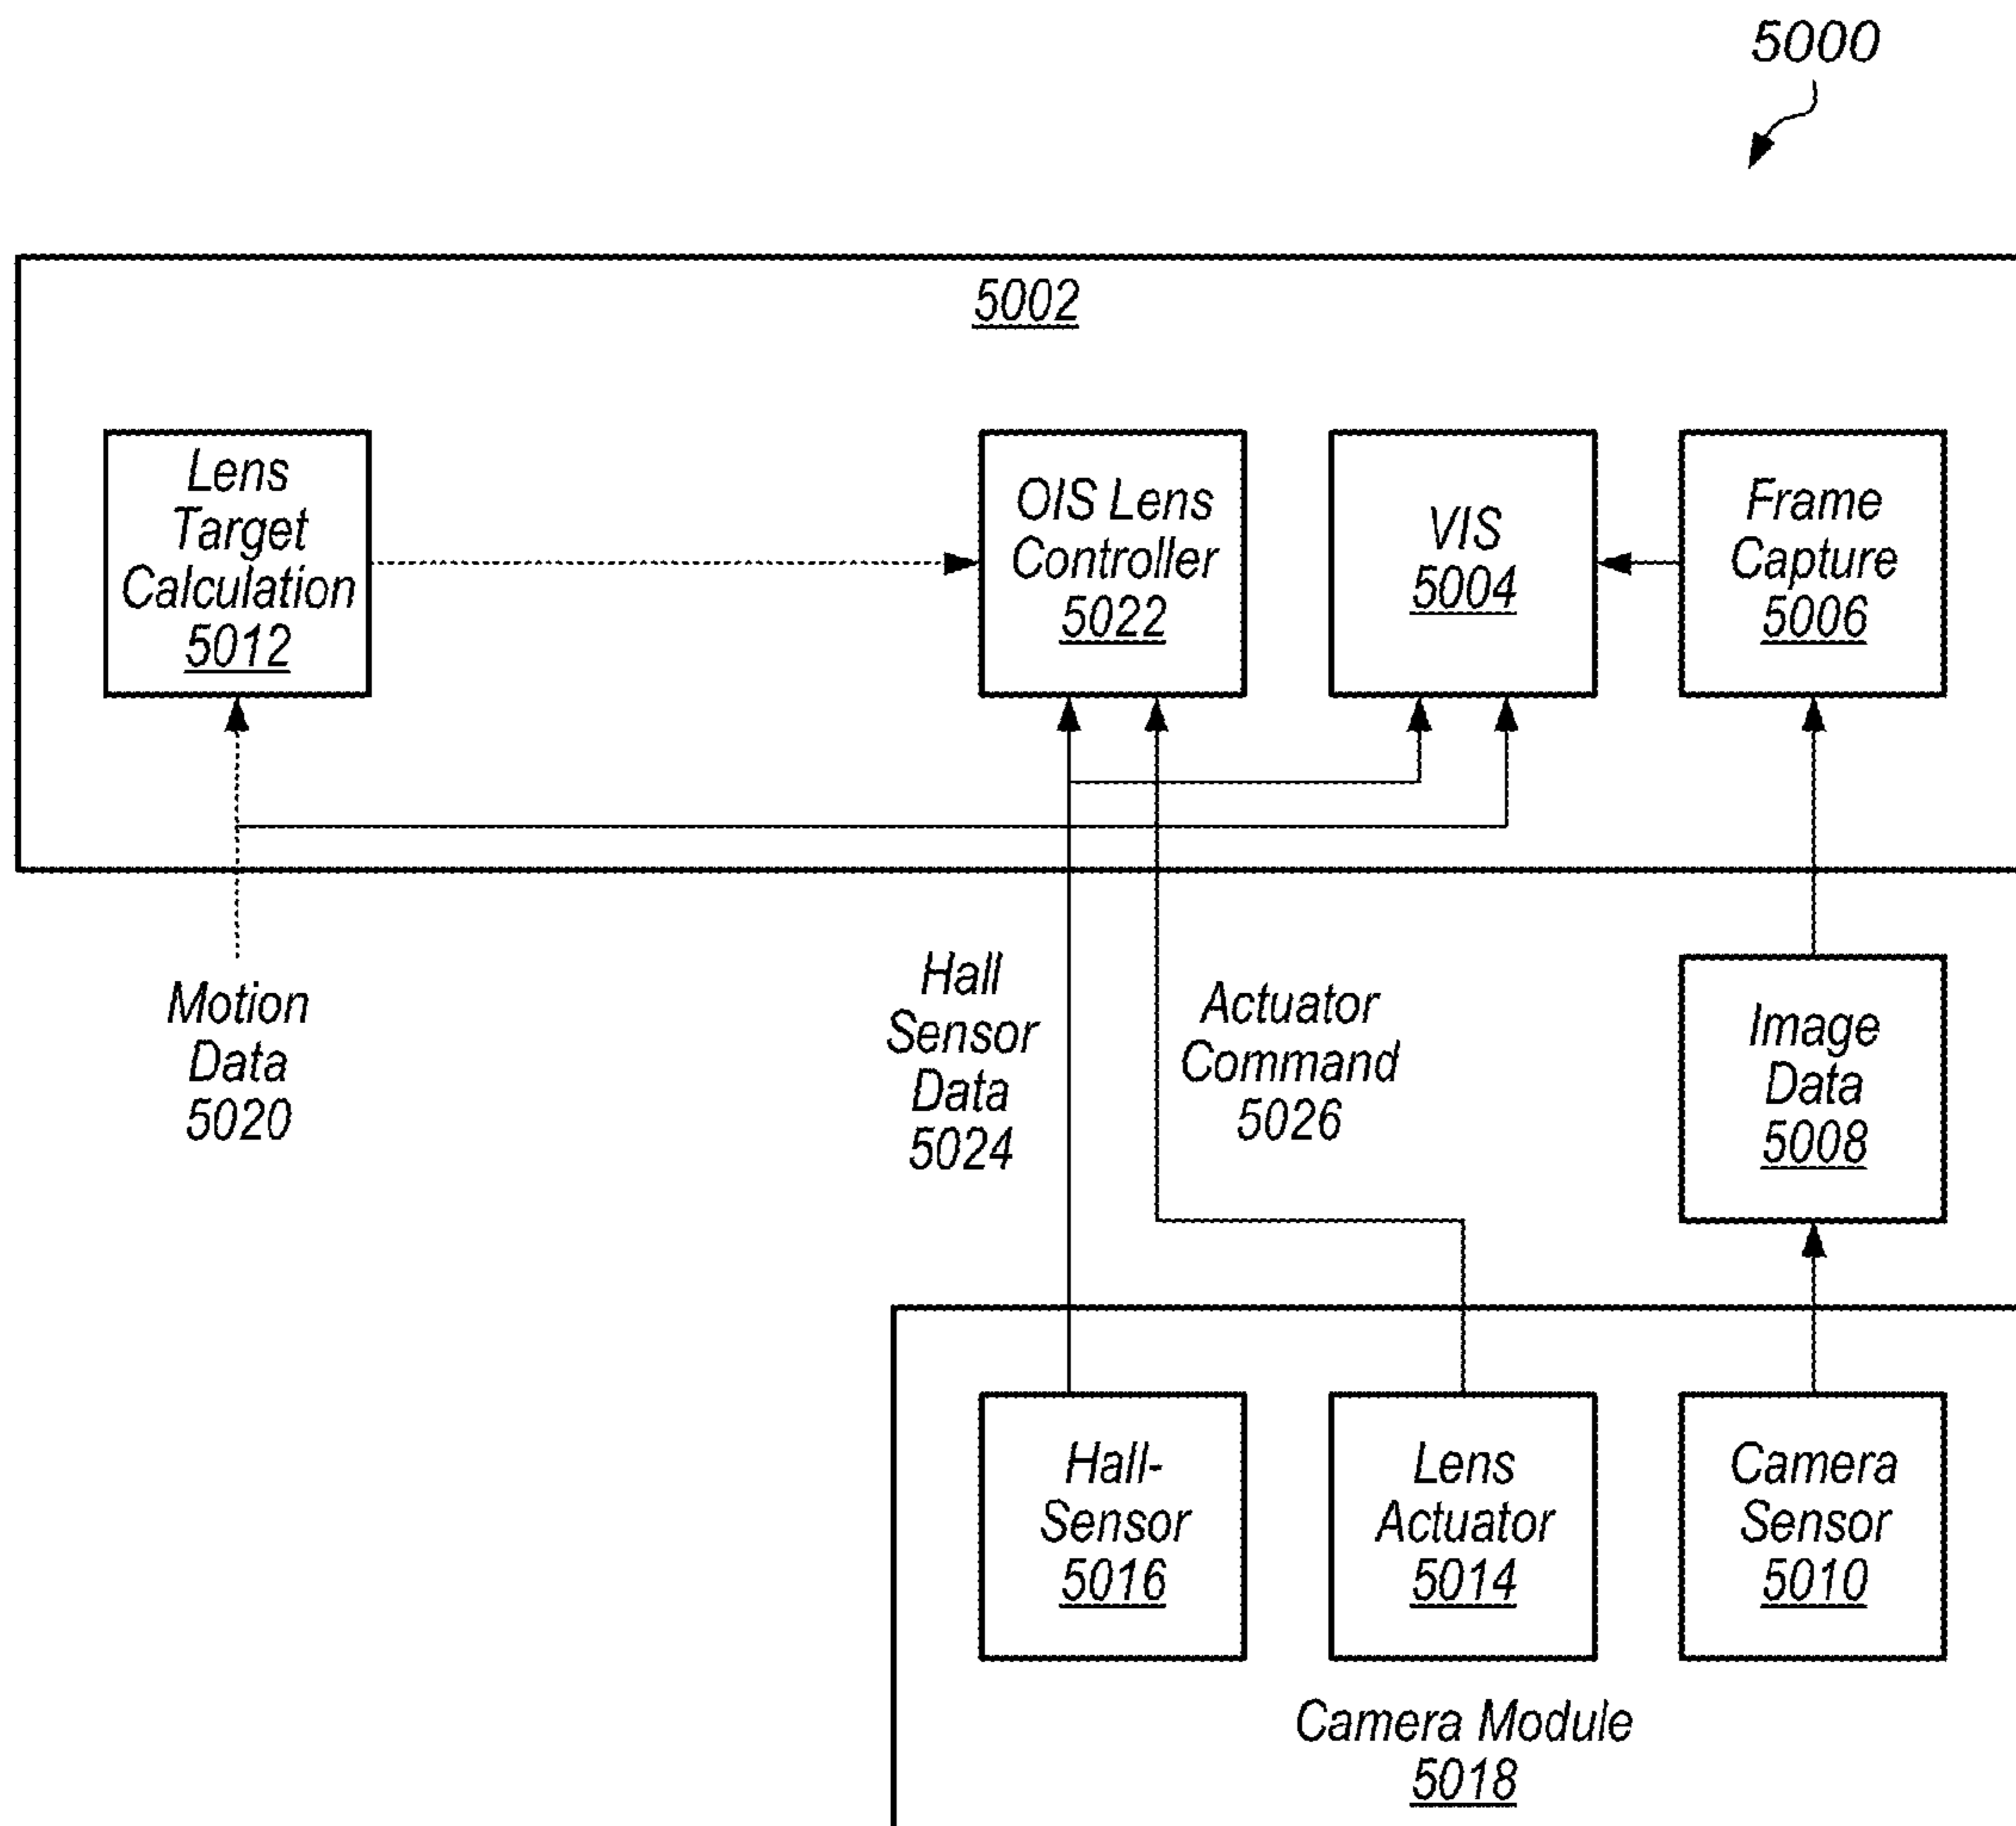 5000
5002
Lens
Target
Calculation
5012
OIS Lens
Controller
5022
VIS
5004
Frame
Capture
5006
Motion
Data
5020
Hall
Sensor
Data
5024
Actuator
Command
5026
Image
Data
5008
Hall-
Sensor
5016
Lens
Actuator
5014
Camera
Sensor
5010
Camera Module
5018